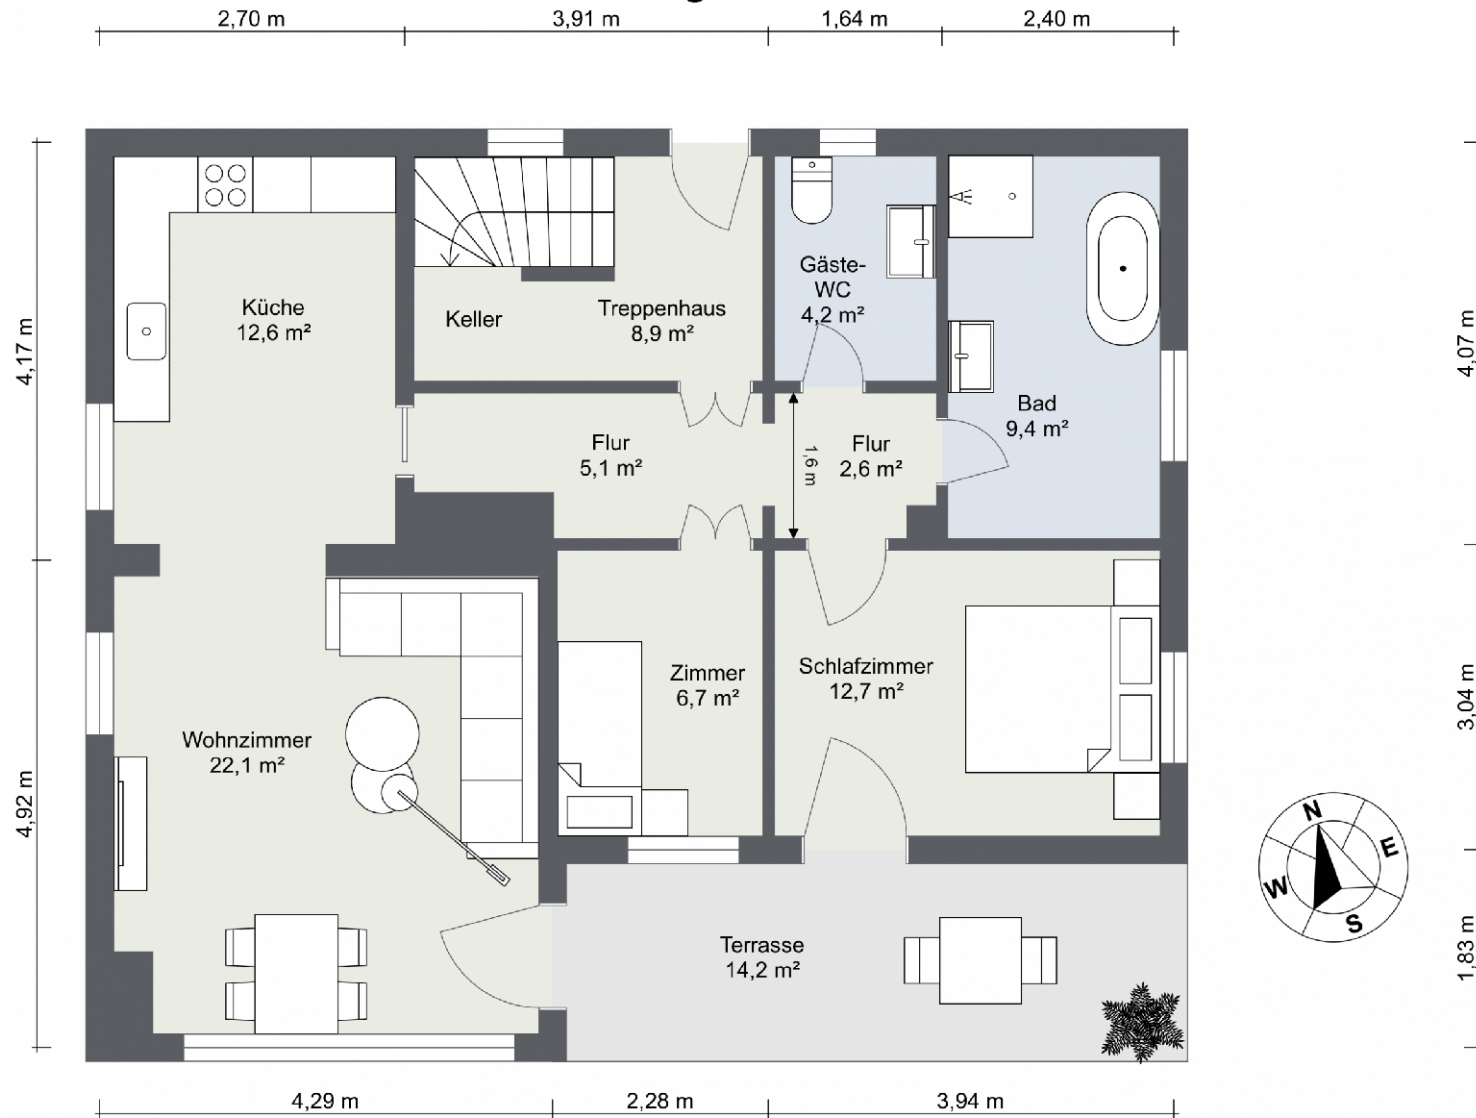 2,70 m
3,91 m
1,64 m
2,40 m
Küche
12,6 m²
Keller
Treppenhaus
8,9 m²
Gäste-
WC
4,2 m²
Bad
9,4 m²
Flur
5,1 m²
1,6 m
Flur
2,6 m²
4,17 m
4,07 m
Zimmer
6,7 m²
Schlafzimmer
12,7 m²
3,04 m
Wohnzimmer
22,1 m²
4,92 m
N
E
W
S
Terrasse
14,2 m²
1,83 m
4,29 m
2,28 m
3,94 m